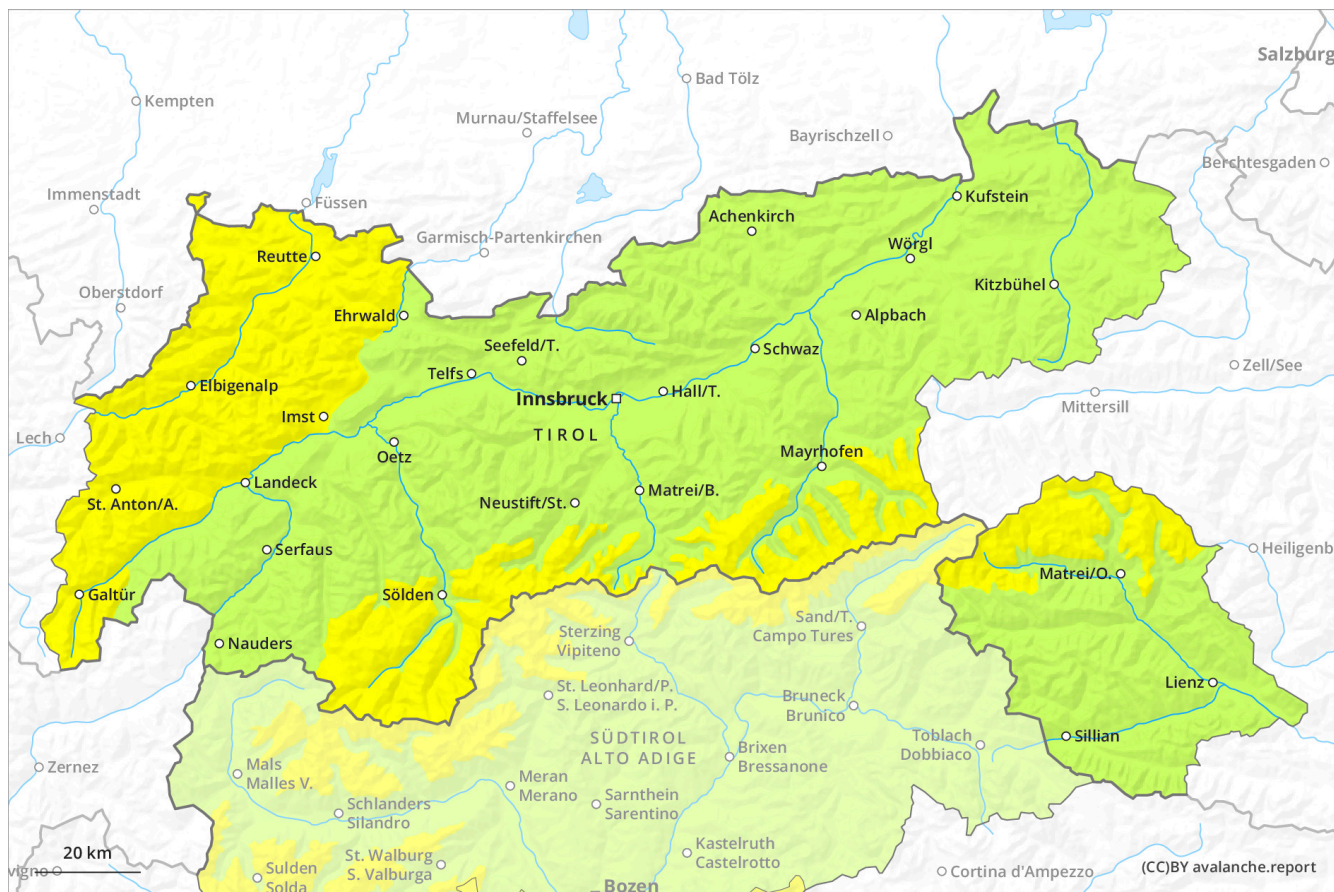 Salzburg
Bad Tölz
Kempten
Murnau/Staffelsee
Bayrischzell
Berchtesgaden
Immenstadt
Füssen
Kufstein
Achenkirch
Garmisch-Partenkirchen
Wörgl
Reutte
Kitzbühel
Oberstdorf
Ehrwald
Alpbach
Seefeld/T.
Schwaz
Zell/See
Telfs
Elbigenalp
Innsbruck
Hall/T.
Mittersill
Imst
TIROL
Lech
Oetz
Mayrhofen
Landeck
Matrei/B.
St. Anton/A.
Neustift/St.
Serfaus
Heiligenb
Matrei/O.
Galtür
Sölden
Sand/T.
Campo Tures
Sterzing
Vipiteno
Nauders
Lienz
St. Leonhard/P.
S. Leonardo i. P.
Bruneck
Brunico
Sillian
SÜDTIROL
ALTO ADIGE
Toblach
Dobbiaco
Brixen
Bressanone
Zernez
Mals
Malles V.
Meran
Merano
Schlanders
Silandro
Sarnthein
Sarentino
Kastelruth
Castelrotto
20 km
St. Walburg
S. Valburga
vigno
Sulden
Solda
Cortina d'Ampezzo
(CC)BY avalanche.report
Bozen